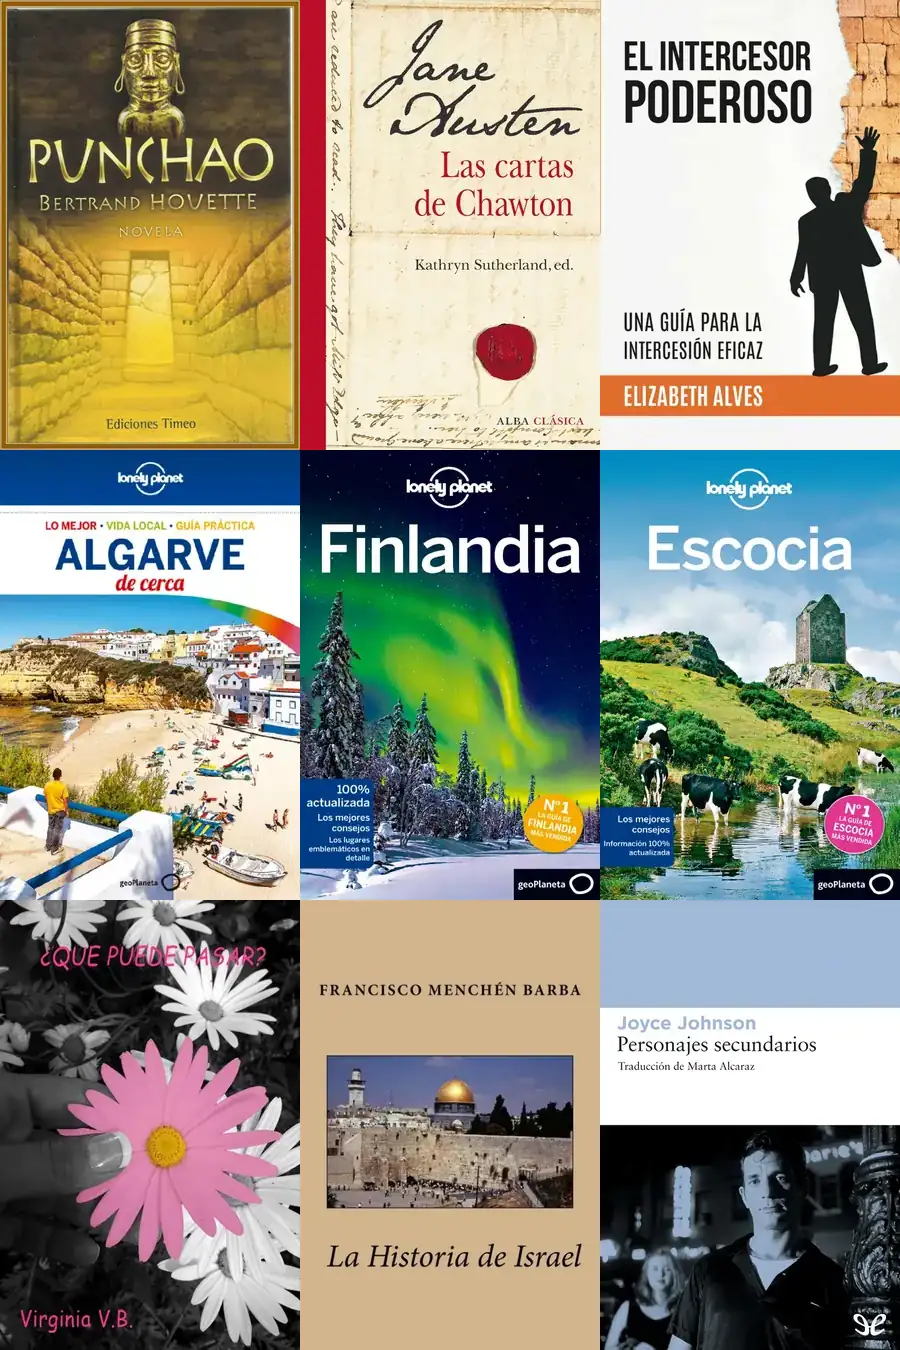 PUNCHAO
BERTRAND HOUETTE
NOVELA
Ediciones Timeo
Jane
Austen
Las cartas
de Chawton
Kathryn Sutherland, ed.
ALBA CLÁSICA
EL INTERCESOR
PODEROSO
UNA GUÍA PARA LA
INTERCESIÓN EFICAZ
ELIZABETH ALVES
lonely planet
LO MEJOR • VIDA LOCAL • GUÍA PRÁCTICA
ALGARVE
de cerca
geoPlaneta
lonely planet
Finlandia
100%
actualizada
Los mejores
consejos
Los lugares
emblemáticos en
detalle
Nº 1
LA GUÍA DE
FINLANDIA
MÁS VENDIDA
geoPlaneta
lonely planet
Escocia
Los mejores
consejos
Información 100%
actualizada
Nº 1
LA GUÍA DE
ESCOCIA
MÁS VENDIDA
geoPlaneta
¿QUE PUEDE PASAR?
Virginia V.B.
FRANCISCO MENCHÉN BARBA
La Historia de Israel
Joyce Johnson
Personajes secundarios
Traducción de Marta Alcaraz